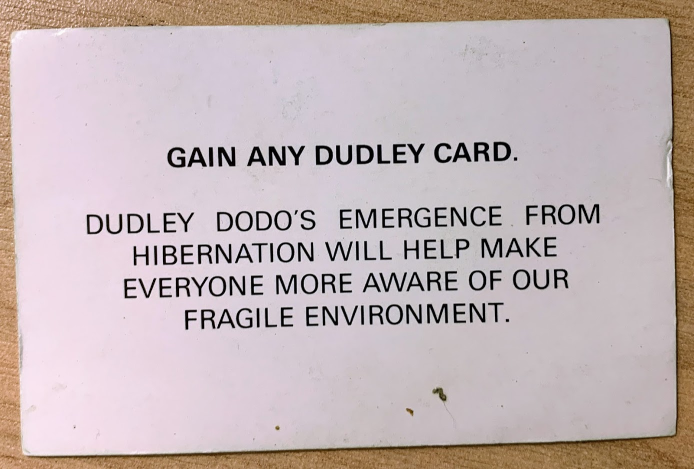 GAIN ANY DUDLEY CARD.
DUDLEY DODO'S EMERGENCE FROM
HIBERNATION WILL HELP MAKE
EVERYONE MORE AWARE OF OUR
FRAGILE ENVIRONMENT.